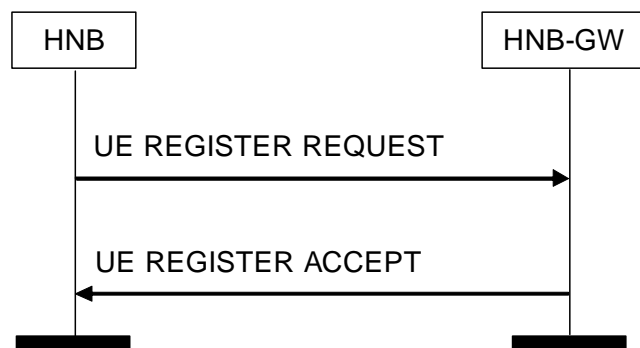 HNB
HNB-GW
UE REGISTER REQUEST
UE REGISTER ACCEPT